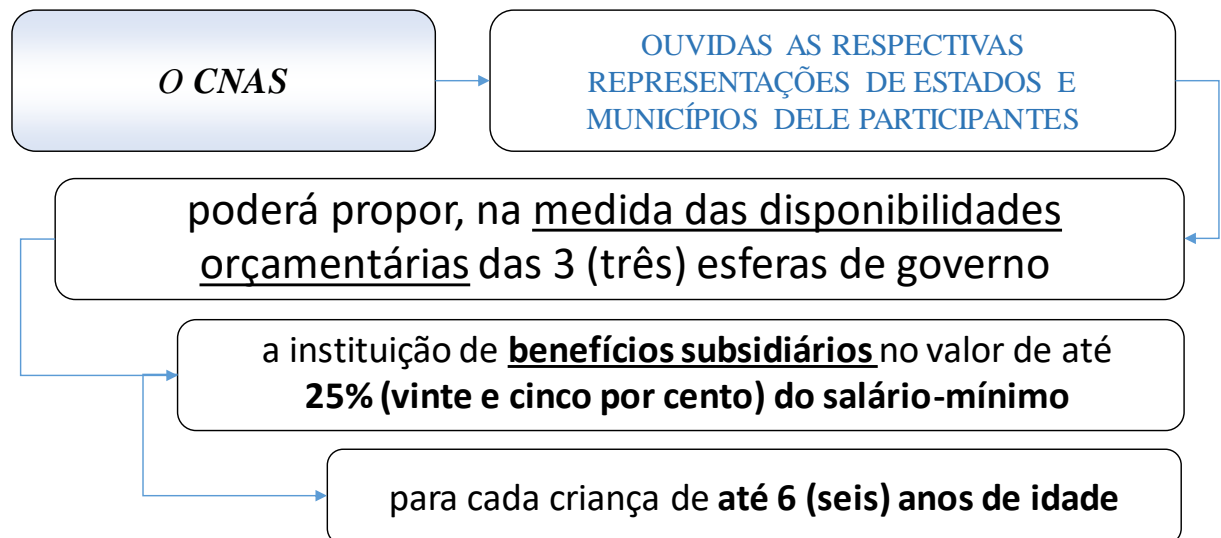 O CNAS
OUVIDAS AS RESPECTIVAS
REPRESENTAÇÕES DE ESTADOS E
MUNICÍPIOS DELE PARTICIPANTES
poderá propor, na medida das disponibilidades
orçamentárias das 3 (três) esferas de governo
a instituição de benefícios subsidiários no valor de até
25% (vinte e cinco por cento) do salário-mínimo
para cada criança de até 6 (seis) anos de idade